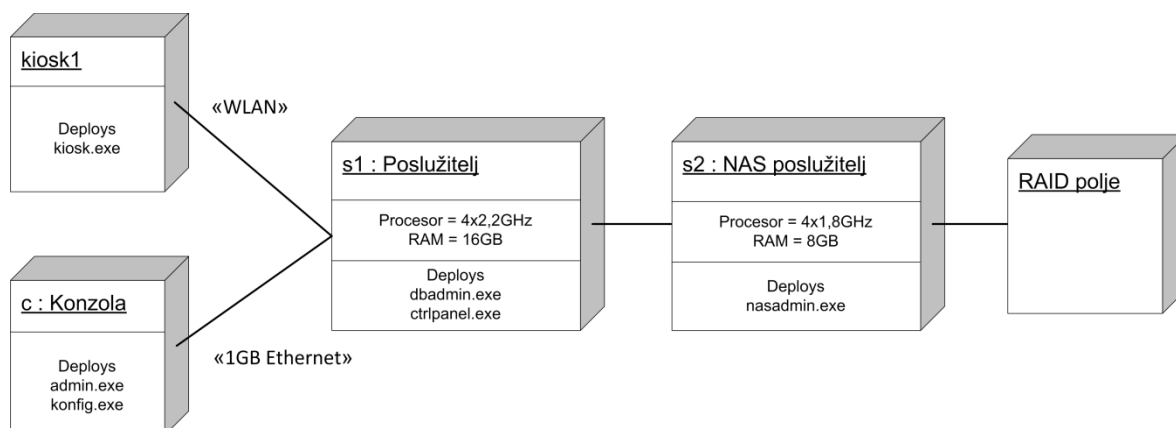 kiosk1
Deploys
kiosk.exe
«WLAN»
c : Konzola
Deploys
admin.exe
konfig.exe
«1GB Ethernet»
s1 : Poslužitelj
Procesor = 4x2,2GHz
RAM = 16GB
Deploys
dbadmin.exe
ctrlpanel.exe
s2 : NAS poslužitelj
Procesor = 4x1,8GHz
RAM = 8GB
Deploys
nasadmin.exe
RAID polje